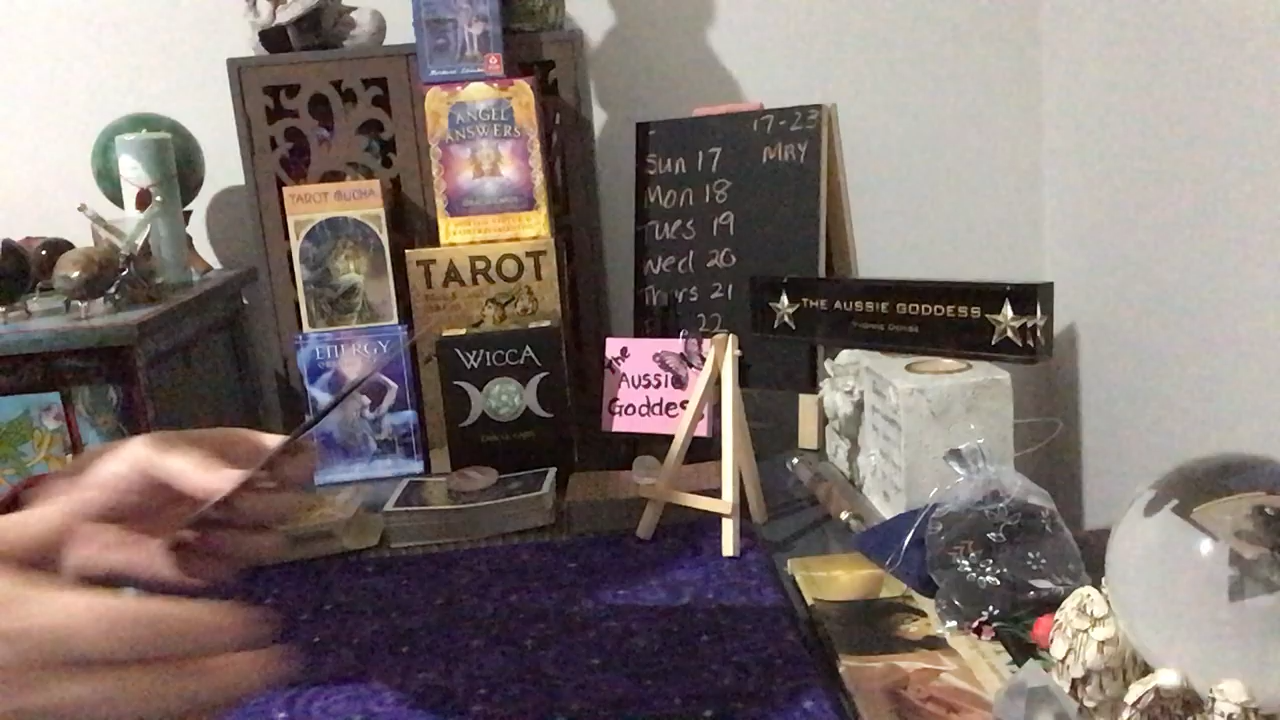 ANGEL
ANSWERS
TAROT MUCHA
TAROT
ENERGY
WICCA
17-23
MAY
Sun 17
Mon 18
Tues 19
Wed 20
Thurs 21
22
THE AUSSIE GODDESS
The
Aussie
Goddess